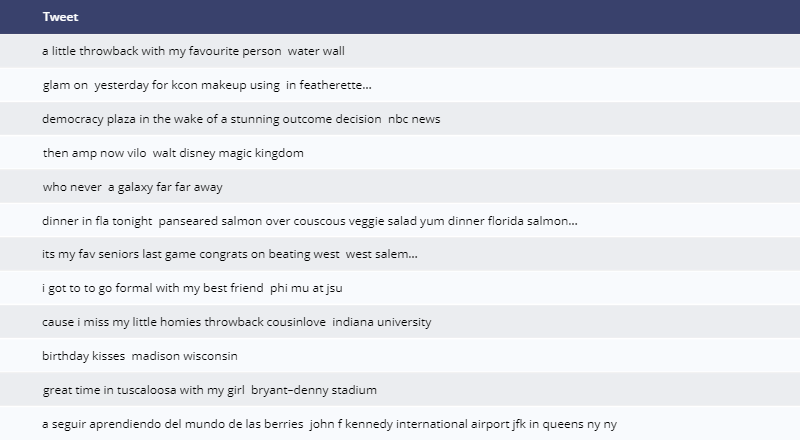 Tweet
a little throwback with my favourite person  water wall
glam on  yesterday for kcon makeup using  in featherette…
democracy plaza in the wake of a stunning outcome decision  nbc news
then amp now vilo  walt disney magic kingdom
who never  a galaxy far far away
dinner in fla tonight  panseared salmon over couscous veggie salad yum dinner florida salmon…
its my fav seniors last game congrats on beating west  west salem…
i got to to go formal with my best friend  phi mu at jsu
cause i miss my little homies throwback cousinlove  indiana university
birthday kisses  madison wisconsin
great time in tuscaloosa with my girl  bryant–denny stadium
a seguir aprendiendo del mundo de las berries  john f kennedy international airport jfk in queens ny ny